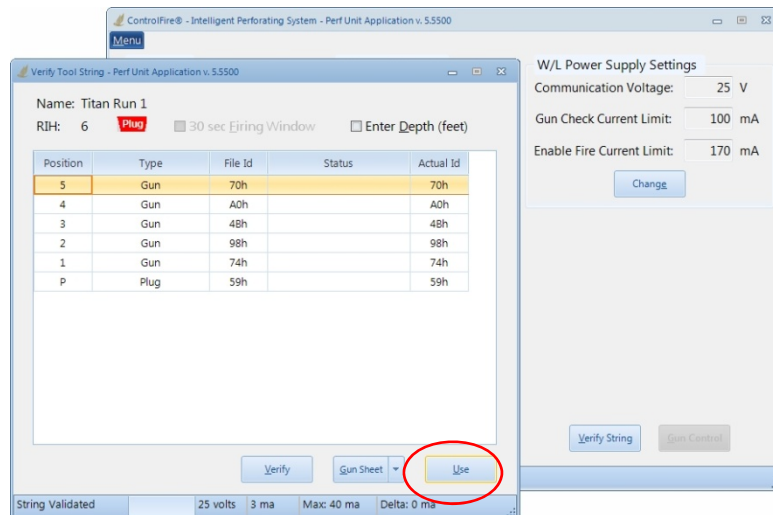 ControlFire® - Intelligent Perforating System - Perf Unit Application v. 5.5500
Menu
Verify Tool String - Perf Unit Application v. 5.5500
Name: Titan Run 1
RIH: 6 Plug 30 sec Firing Window Enter Depth (feet)
Position Type File Id Status Actual Id
5 Gun 70h 70h
4 Gun A0h A0h
3 Gun 4Bh 4Bh
2 Gun 98h 98h
1 Gun 74h 74h
P Plug 59h 59h
Verify Gun Sheet Use
String Validated 25 volts 3 ma Max: 40 ma Delta: 0 ma
W/L Power Supply Settings
Communication Voltage: 25 V
Gun Check Current Limit: 100 mA
Enable Fire Current Limit: 170 mA
Change
Verify String Gun Control